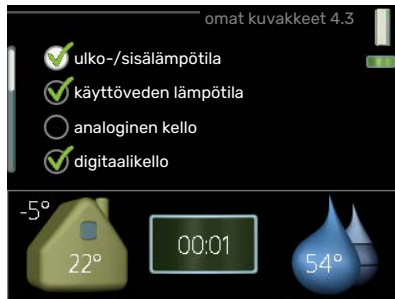 omat kuvakkeet 4.3
ulko-/sisälämpötila
käyttöveden lämpötila
analoginen kello
digitaalikello
-5°
22°
00:01
54°